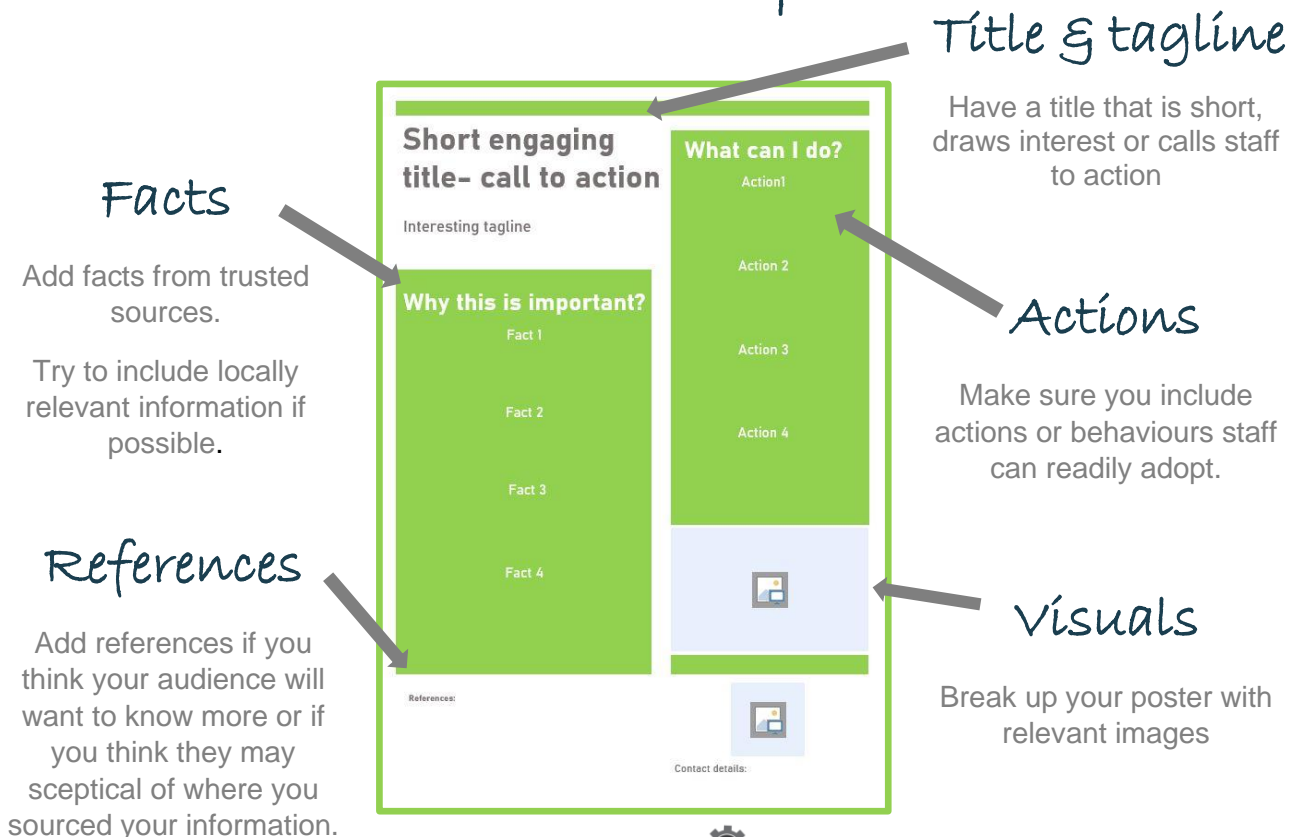 Title & tagline
Have a title that is short,
draws interest or calls staff
to action
Facts
Add facts from trusted
sources.
Try to include locally
relevant information if
possible.
References
Add references if you
think your audience will
want to know more or if
you think they may
sceptical of where you
sourced your information.
Short engaging
title- call to action
Interesting tagline
Why this is important?
Fact 1
Fact 2
Fact 3
Fact 4
References:
What can I do?
Action1
Action 2
Action 3
Action 4
Contact details:
Actions
Make sure you include
actions or behaviours staff
can readily adopt.
Visuals
Break up your poster with
relevant images